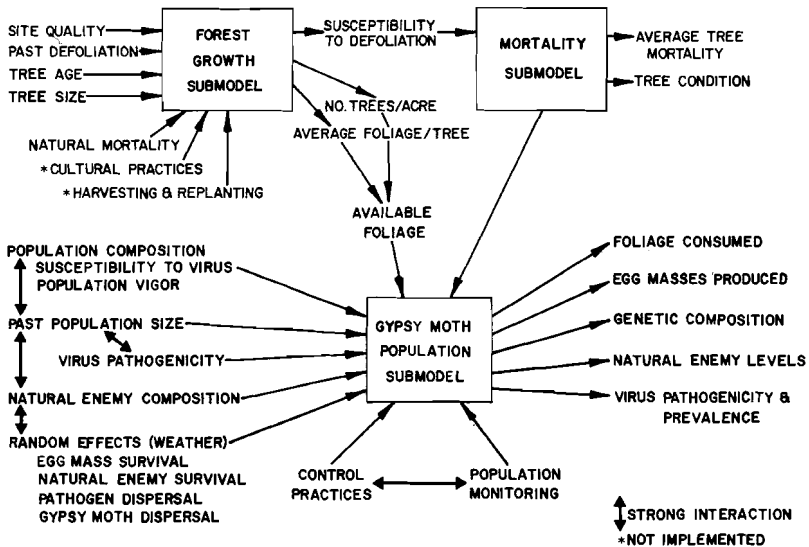 SITE QUALITY
PAST DEFOLIATION
TREE AGE
TREE SIZE
FOREST
GROWTH
SUBMODEL
SUSCEPTIBILITY
TO DEFOLIATION
MORTALITY
SUBMODEL
AVERAGE TREE
MORTALITY
TREE CONDITION
NATURAL MORTALITY
*CULTURAL PRACTICES
*HARVESTING & REPLANTING
NO. TREES/ACRE
AVERAGE FOLIAGE/TREE
AVAILABLE
FOLIAGE
POPULATION COMPOSITION
SUSCEPTIBILITY TO VIRUS
POPULATION VIGOR
PAST POPULATION SIZE
VIRUS PATHOGENICITY
NATURAL ENEMY COMPOSITION
RANDOM EFFECTS (WEATHER)
EGG MASS SURVIVAL
NATURAL ENEMY SURVIVAL
PATHOGEN DISPERSAL
GYPSY MOTH DISPERSAL
GYPSY MOTH
POPULATION
SUBMODEL
FOLIAGE CONSUMED
EGG MASSES PRODUCED
GENETIC COMPOSITION
NATURAL ENEMY LEVELS
VIRUS PATHOGENICITY &
PREVALENCE
CONTROL
PRACTICES
POPULATION
MONITORING
STRONG INTERACTION
*NOT IMPLEMENTED